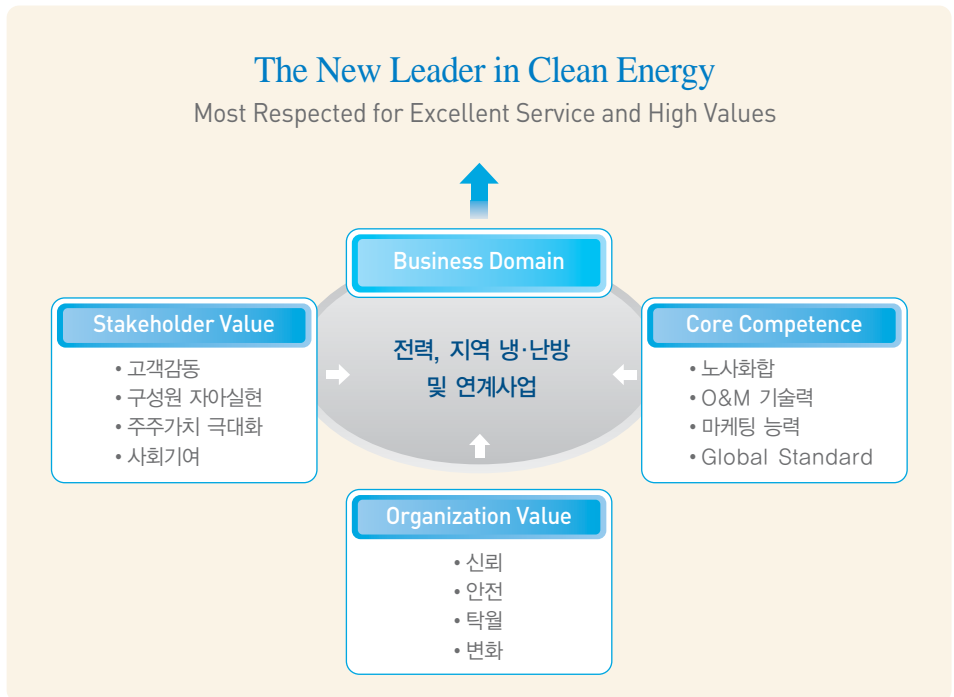 The New Leader in Clean Energy
Most Respected for Excellent Service and High Values
Business Domain
전력, 지역 냉·난방
및 연계사업
Stakeholder Value
• 고객감동
• 구성원 자아실현
• 주주가치 극대화
• 사회기여
Core Competence
• 노사화합
• O&M 기술력
• 마케팅 능력
• Global Standard
Organization Value
• 신뢰
• 안전
• 탁월
• 변화